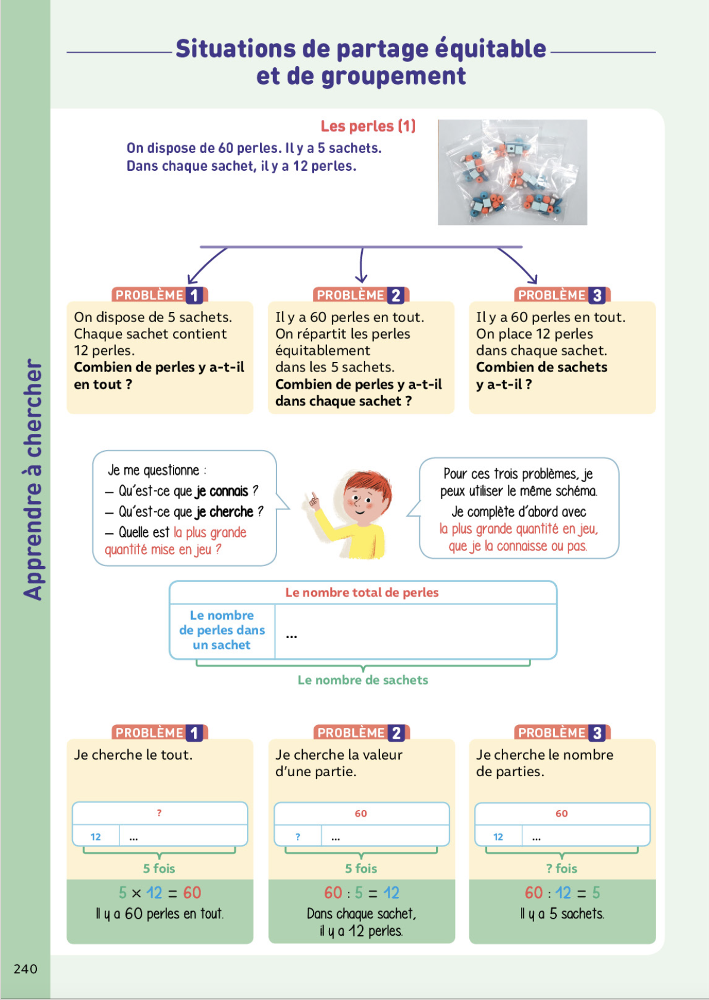 Situations de partage équitable
et de groupement
Les perles (1)
On dispose de 60 perles. Il y a 5 sachets.
Dans chaque sachet, il y a 12 perles.
PROBLÈME 1
On dispose de 5 sachets.
Chaque sachet contient
12 perles.
Combien de perles y a-t-il
en tout ?
PROBLÈME 2
Il y a 60 perles en tout.
On répartit les perles
équitablement
dans les 5 sachets.
Combien de perles y a-t-il
dans chaque sachet ?
PROBLÈME 3
Il y a 60 perles en tout.
On place 12 perles
dans chaque sachet.
Combien de sachets
y a-t-il ?
Apprendre à chercher
Je me questionne :
– Qu'est-ce que je connais ?
– Qu'est-ce que je cherche ?
– Quelle est la plus grande
quantité mise en jeu ?
Pour ces trois problèmes, je
peux utiliser le même schéma.
Je complète d'abord avec
la plus grande quantité en jeu,
que je la connaisse ou pas.
Le nombre total de perles
Le nombre
de perles dans
un sachet
...
Le nombre de sachets
PROBLÈME 1
Je cherche le tout.
?
12 ...
5 fois
5 × 12 = 60
Il y a 60 perles en tout.
PROBLÈME 2
Je cherche la valeur
d'une partie.
60
? ...
5 fois
60 : 5 = 12
Dans chaque sachet,
il y a 12 perles.
PROBLÈME 3
Je cherche le nombre
de parties.
60
12 ...
? fois
60 : 12 = 5
Il y a 5 sachets.
240